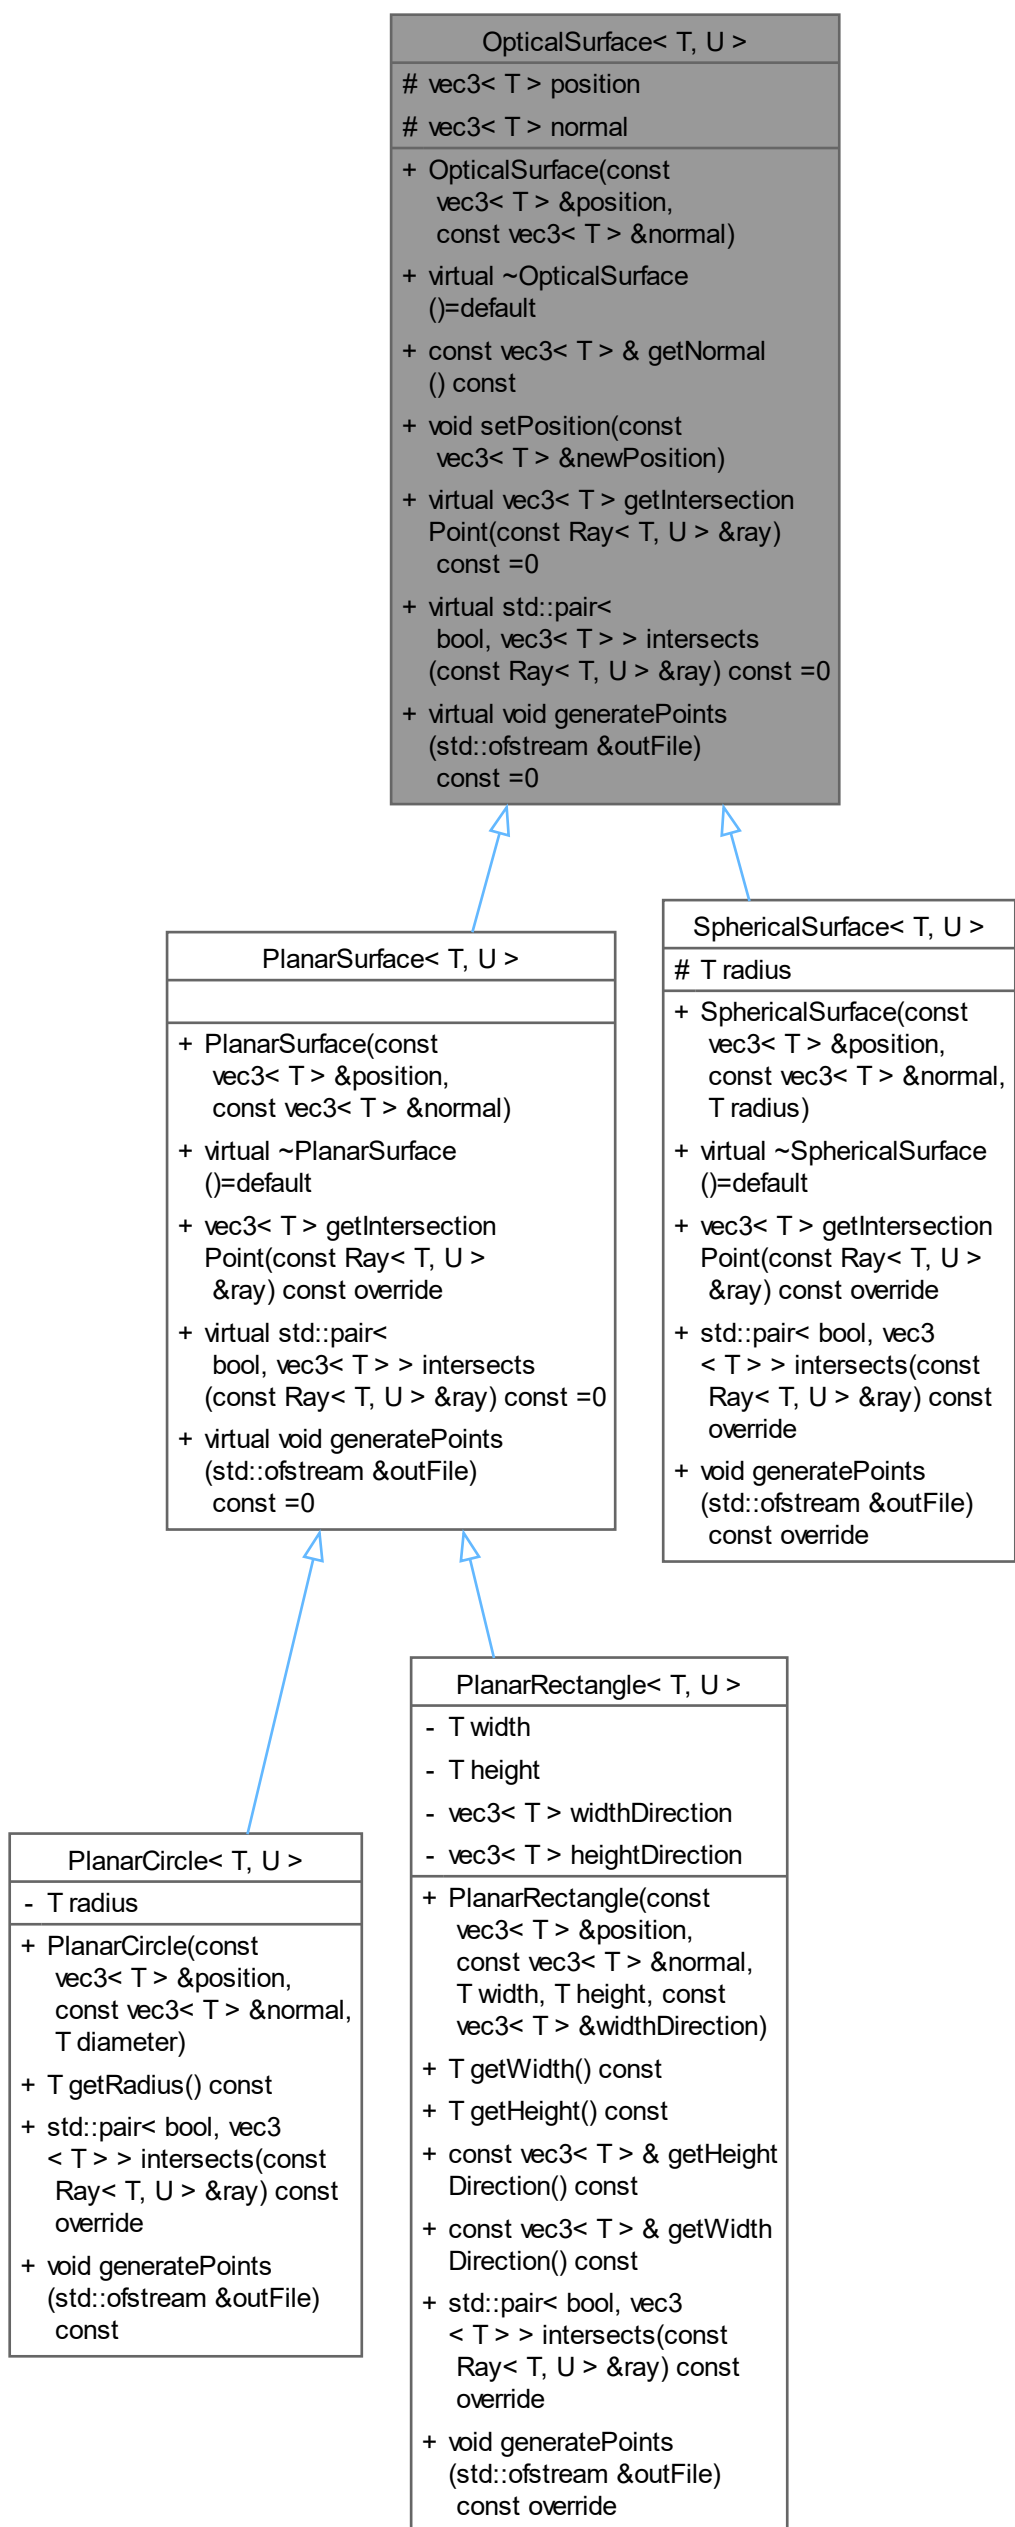 OpticalSurface< T, U >
# vec3< T > position
# vec3< T > normal
+ OpticalSurface(const
vec3< T > &position,
const vec3< T > &normal)
+ virtual ~OpticalSurface
()=default
+ const vec3< T > & getNormal
() const
+ void setPosition(const
vec3< T > &newPosition)
+ virtual vec3< T > getIntersection
Point(const Ray< T, U > &ray)
const =0
+ virtual std::pair<
bool, vec3< T > > intersects
(const Ray< T, U > &ray) const =0
+ virtual void generatePoints
(std::ofstream &outFile)
const =0
PlanarSurface< T, U >
+ PlanarSurface(const
vec3< T > &position,
const vec3< T > &normal)
+ virtual ~PlanarSurface
()=default
+ vec3< T > getIntersection
Point(const Ray< T, U >
&ray) const override
+ virtual std::pair<
bool, vec3< T > > intersects
(const Ray< T, U > &ray) const =0
+ virtual void generatePoints
(std::ofstream &outFile)
const =0
SphericalSurface< T, U >
# T radius
+ SphericalSurface(const
vec3< T > &position,
const vec3< T > &normal,
T radius)
+ virtual ~SphericalSurface
()=default
+ vec3< T > getIntersection
Point(const Ray< T, U >
&ray) const override
+ std::pair< bool, vec3
< T > > intersects(const
Ray< T, U > &ray) const
override
+ void generatePoints
(std::ofstream &outFile)
const override
PlanarCircle< T, U >
- T radius
+ PlanarCircle(const
vec3< T > &position,
const vec3< T > &normal,
T diameter)
+ T getRadius() const
+ std::pair< bool, vec3
< T > > intersects(const
Ray< T, U > &ray) const
override
+ void generatePoints
(std::ofstream &outFile)
const
PlanarRectangle< T, U >
- T width
- T height
- vec3< T > widthDirection
- vec3< T > heightDirection
+ PlanarRectangle(const
vec3< T > &position,
const vec3< T > &normal,
T width, T height, const
vec3< T > &widthDirection)
+ T getWidth() const
+ T getHeight() const
+ const vec3< T > & getHeight
Direction() const
+ const vec3< T > & getWidth
Direction() const
+ std::pair< bool, vec3
< T > > intersects(const
Ray< T, U > &ray) const
override
+ void generatePoints
(std::ofstream &outFile)
const override